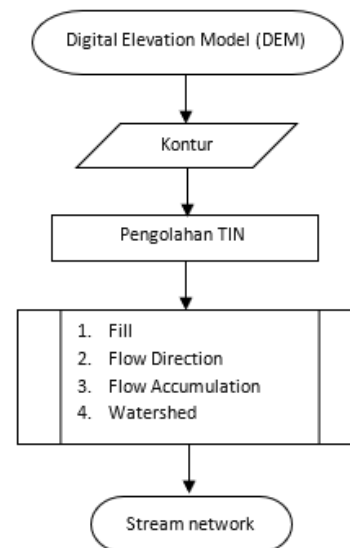 Digital Elevation Model (DEM)
Kontur
Pengolahan TIN
1. Fill
2. Flow Direction
3. Flow Accumulation
4. Watershed
Stream network